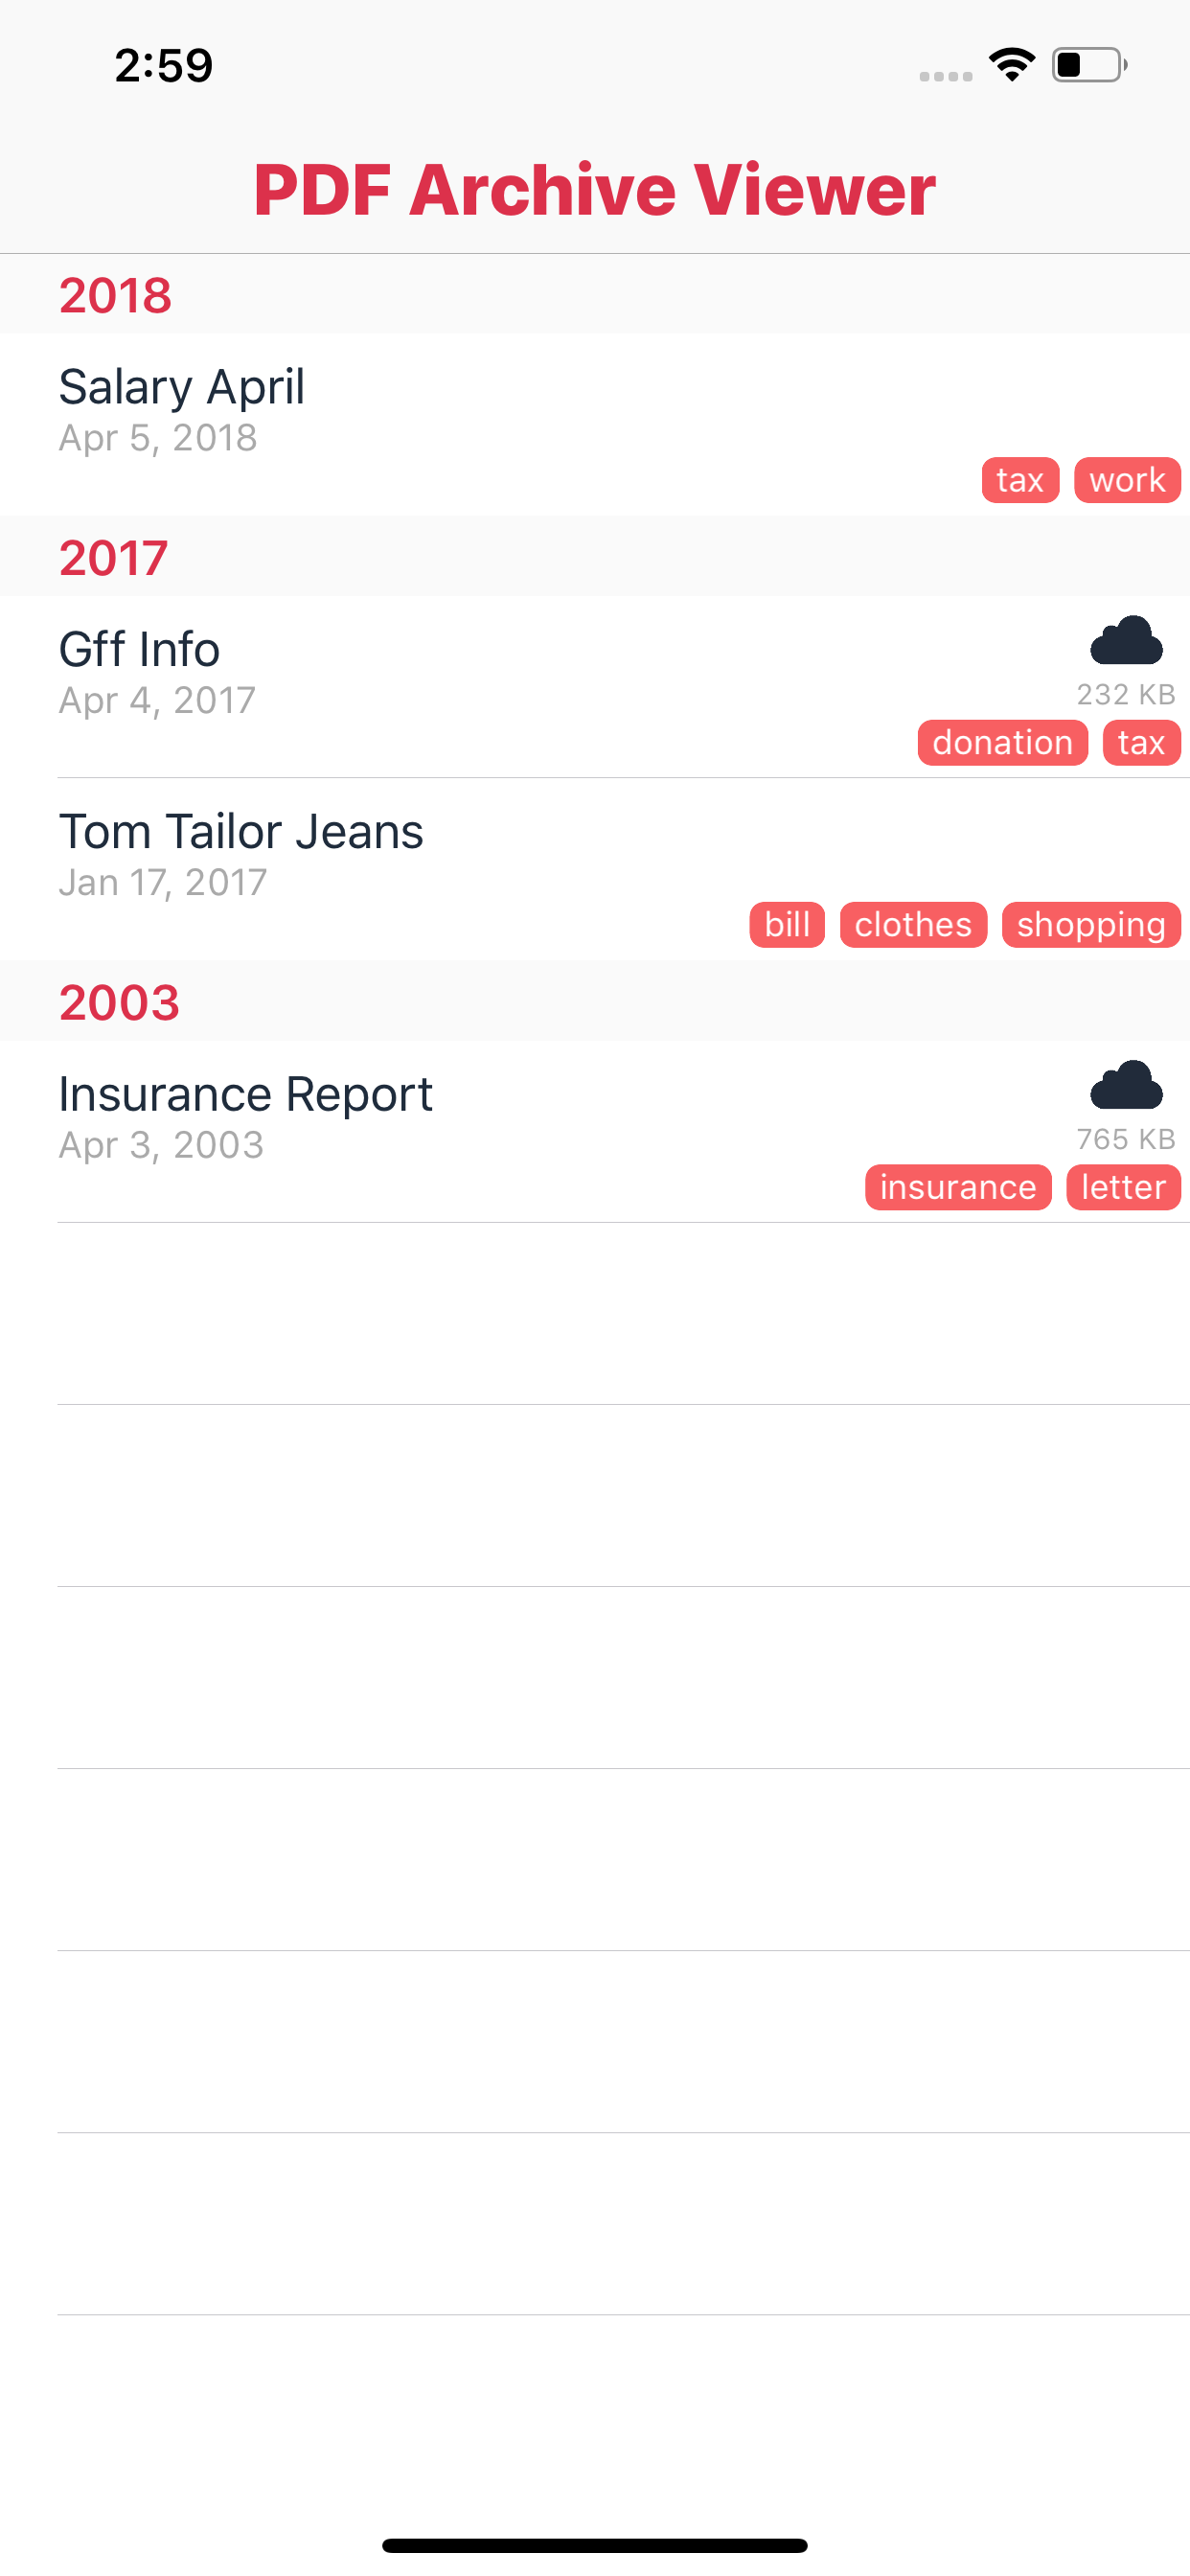 2:59
PDF Archive Viewer
2018
Salary April
Apr 5, 2018
tax work
2017
Gff Info
Apr 4, 2017
232 KB
donation tax
Tom Tailor Jeans
Jan 17, 2017
bill clothes shopping
2003
Insurance Report
Apr 3, 2003
765 KB
insurance letter